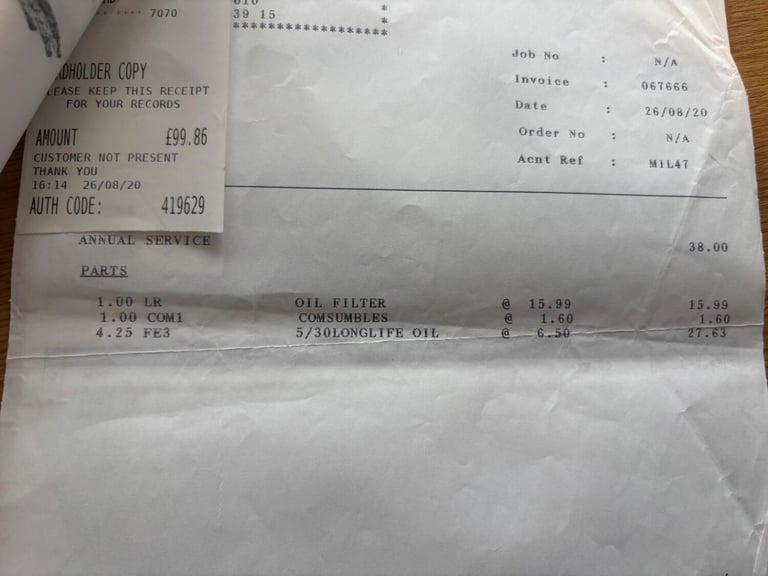 ** **** 7070
39 15
*******************
CARDHOLDER COPY
PLEASE KEEP THIS RECEIPT
FOR YOUR RECORDS
AMOUNT £99.86
CUSTOMER NOT PRESENT
THANK YOU
16:14 26/08/20
AUTH CODE: 419629
Job No : N/A
Invoice : 067666
Date : 26/08/20
Order No : N/A
Acnt Ref : MIL47
ANNUAL SERVICE 38.00
PARTS
1.00 LR OIL FILTER @ 15.99 15.99
1.00 COM1 COMSUMBLES @ 1.60 1.60
4.25 FE3 5/30LONGLIFE OIL @ 6.50 27.63